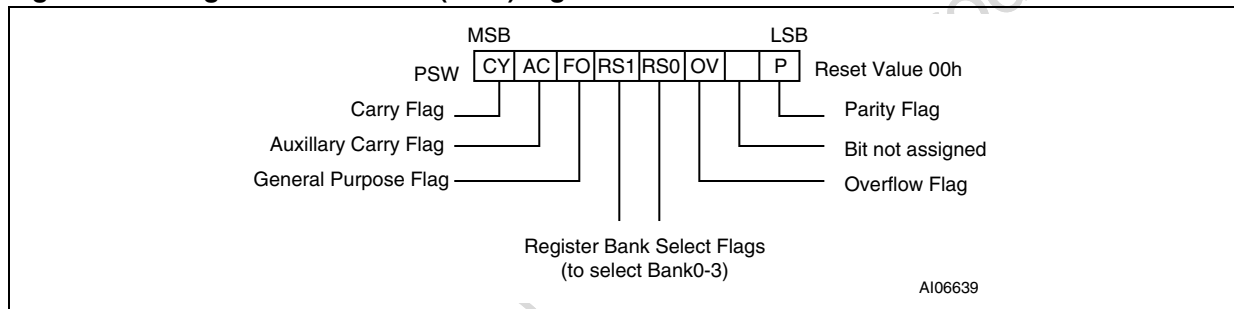 MSB LSB
PSW CY AC FO RS1 RS0 OV P Reset Value 00h
Carry Flag Parity Flag
Auxillary Carry Flag Bit not assigned
General Purpose Flag Overflow Flag
Register Bank Select Flags
(to select Bank0-3)
AI06639